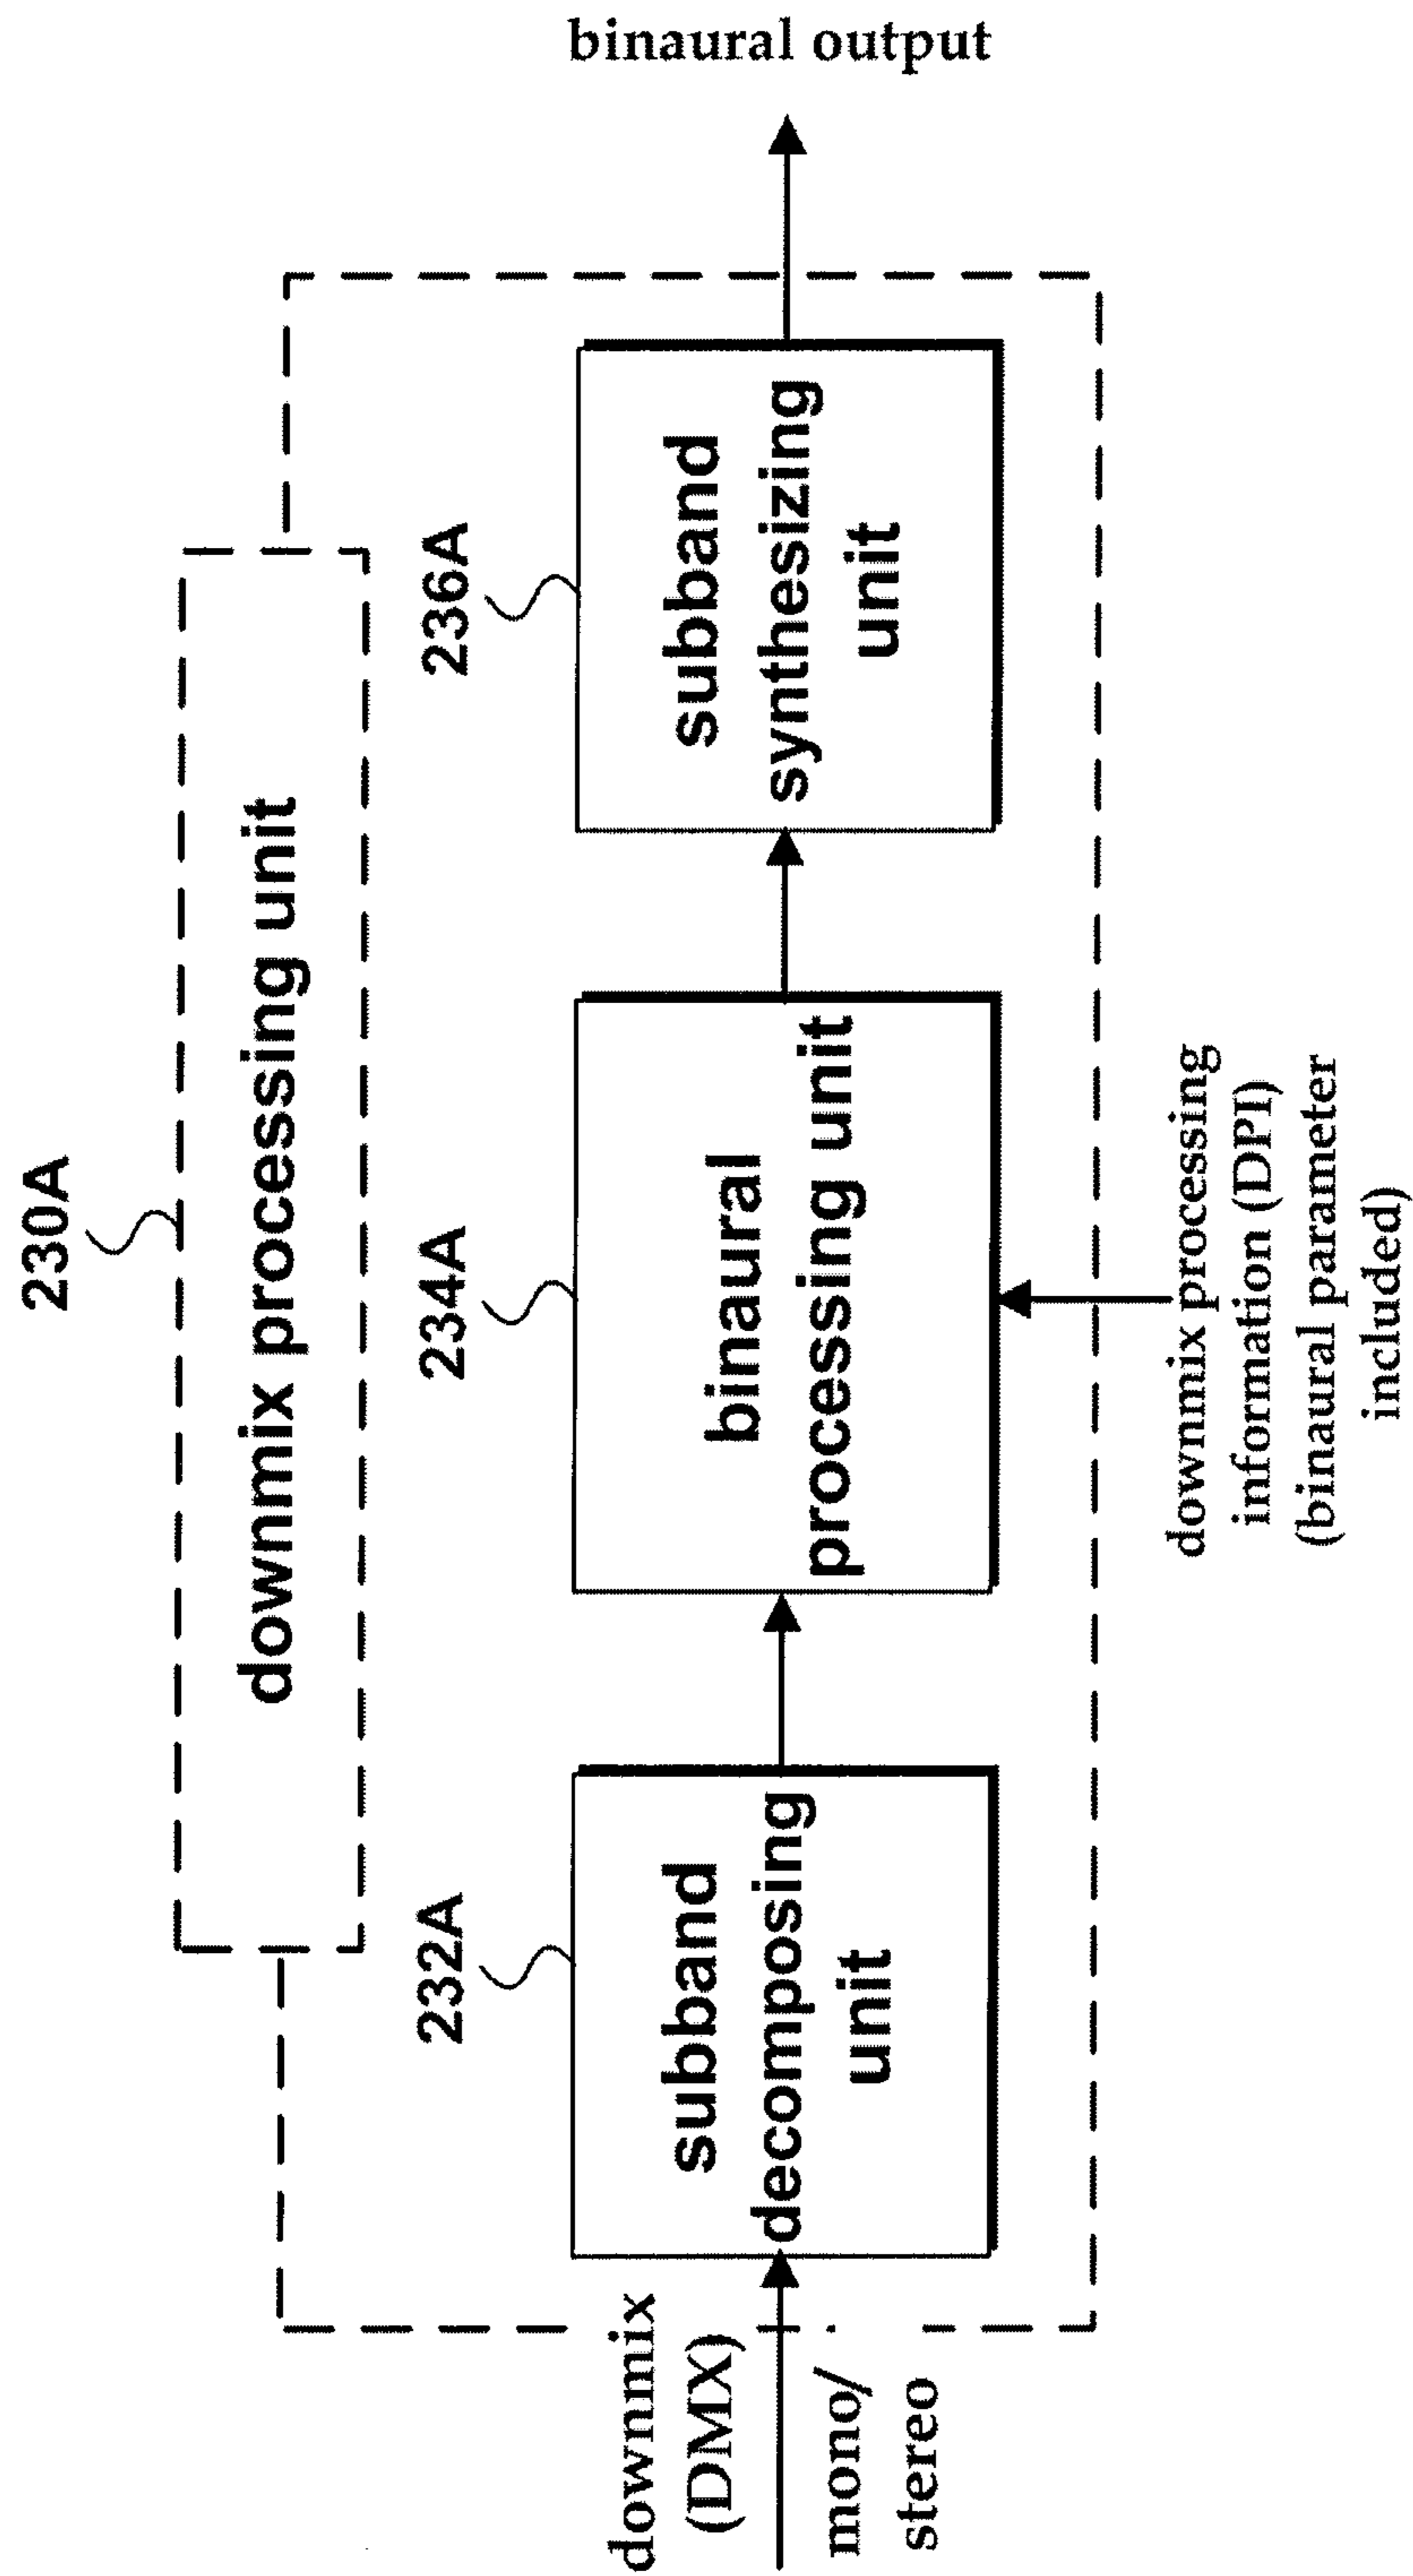 230A
downmix processing unit
232A
234A
236A
downmix
(DMX)
mono/
stereo
subband
decomposing
unit
binaural
processing unit
subband
synthesizing
unit
binaural output
downmix processing
information (DPI)
(binaural parameter
included)